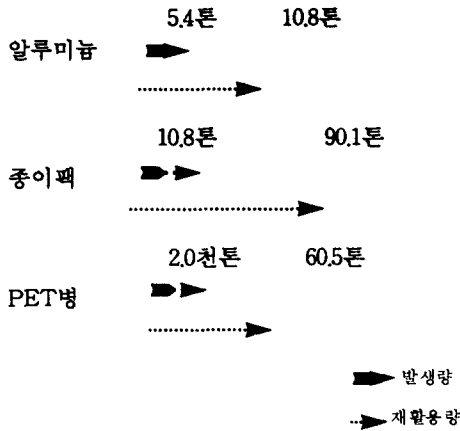 5.4톤 10.8톤
알루미늄
10.8톤 90.1톤
종이팩
2.0천톤 60.5톤
PET병
발생량
재활용량